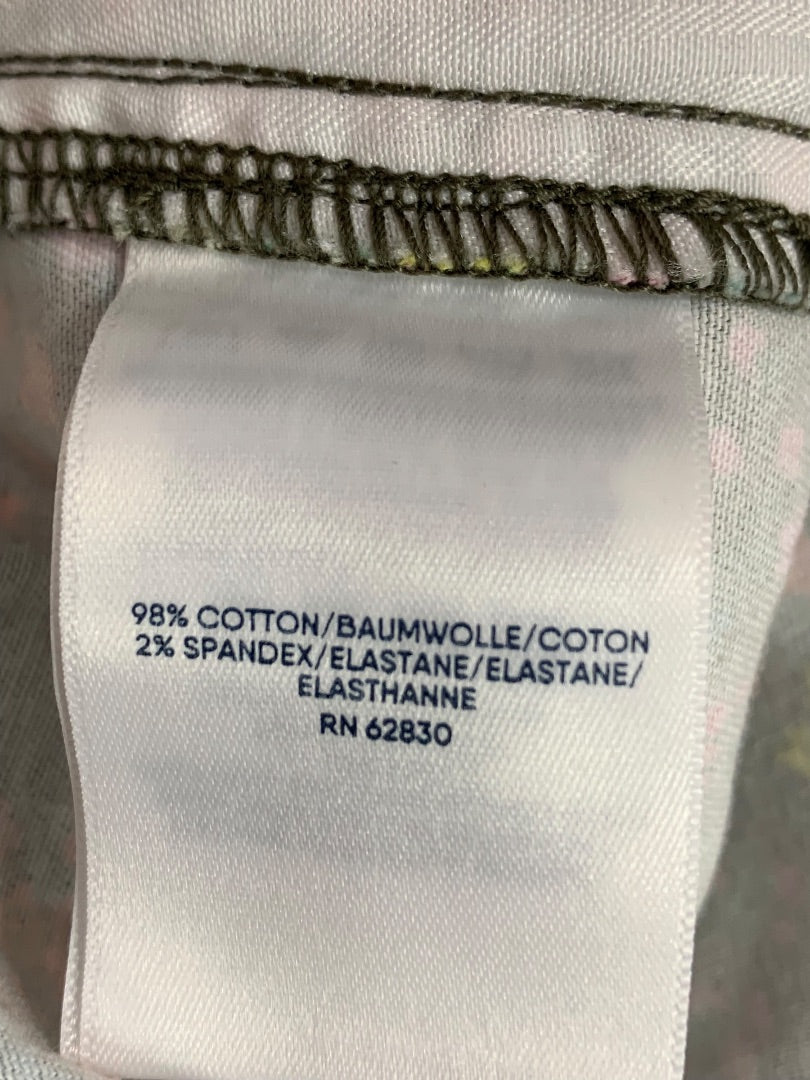 98% COTTON/BAUMWOLLE/COTON
2% SPANDEX/ELASTANE/ELASTANE/
ELASTHANNE
RN 62830